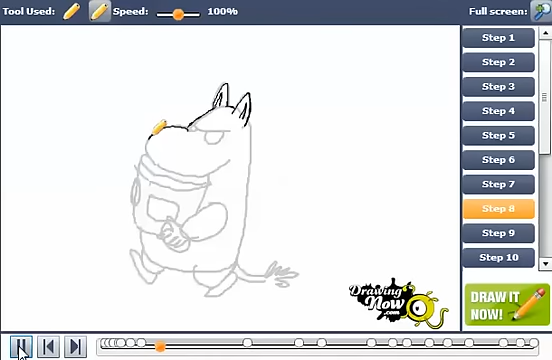 Tool Used: Speed: 100% Full screen:
Step 1
Step 2
Step 3
Step 4
Step 5
Step 6
Step 7
Step 8
Step 9
Step 10
Drawing
Now
.com
DRAW IT
NOW!